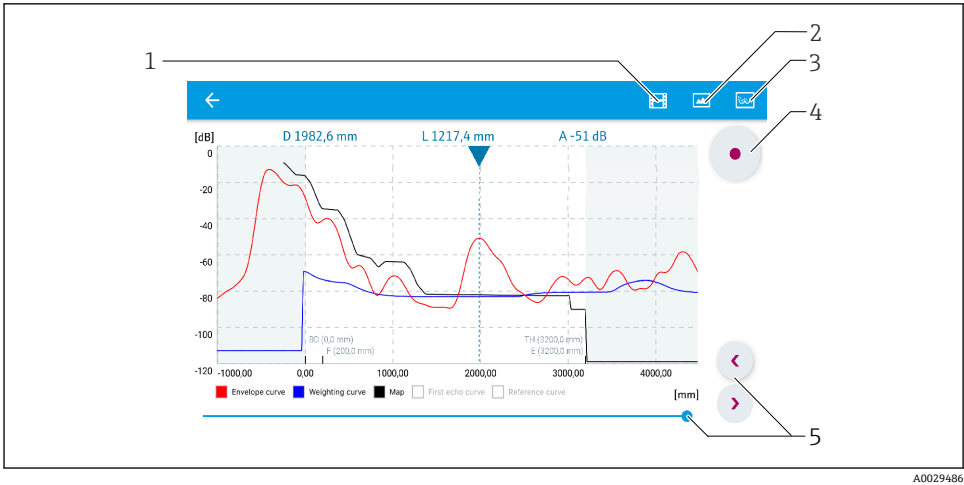 1
2
3
4
[dB]
D 1982,6 mm
L 1217,4 mm
A -51 dB
0
-20
-40
-60
-80
-100
-120
BD (0,0 mm)
F (200,0 mm)
TH (3200,0 mm)
E (3200,0 mm)
-1000,00
0,00
1000,00
2000,00
3000,00
4000,00
Envelope curve
Weighting curve
Map
First echo curve
Reference curve
[mm]
5
A0029486